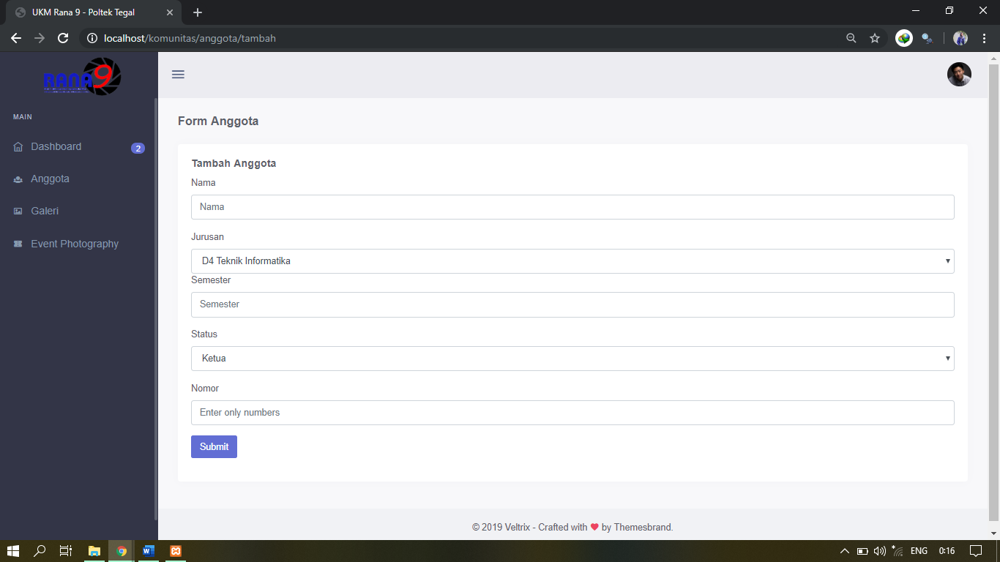 UKM Rana 9 - Poltek Tegal
localhost/komunitas/anggota/tambah
RANA 9
MAIN
Dashboard 2
Anggota
Galeri
Event Photography
Form Anggota
Tambah Anggota
Nama
Nama
Jurusan
D4 Teknik Informatika
Semester
Semester
Status
Ketua
Nomor
Enter only numbers
Submit
© 2019 Veltrix - Crafted with ❤ by Themesbrand.
ENG 0:16